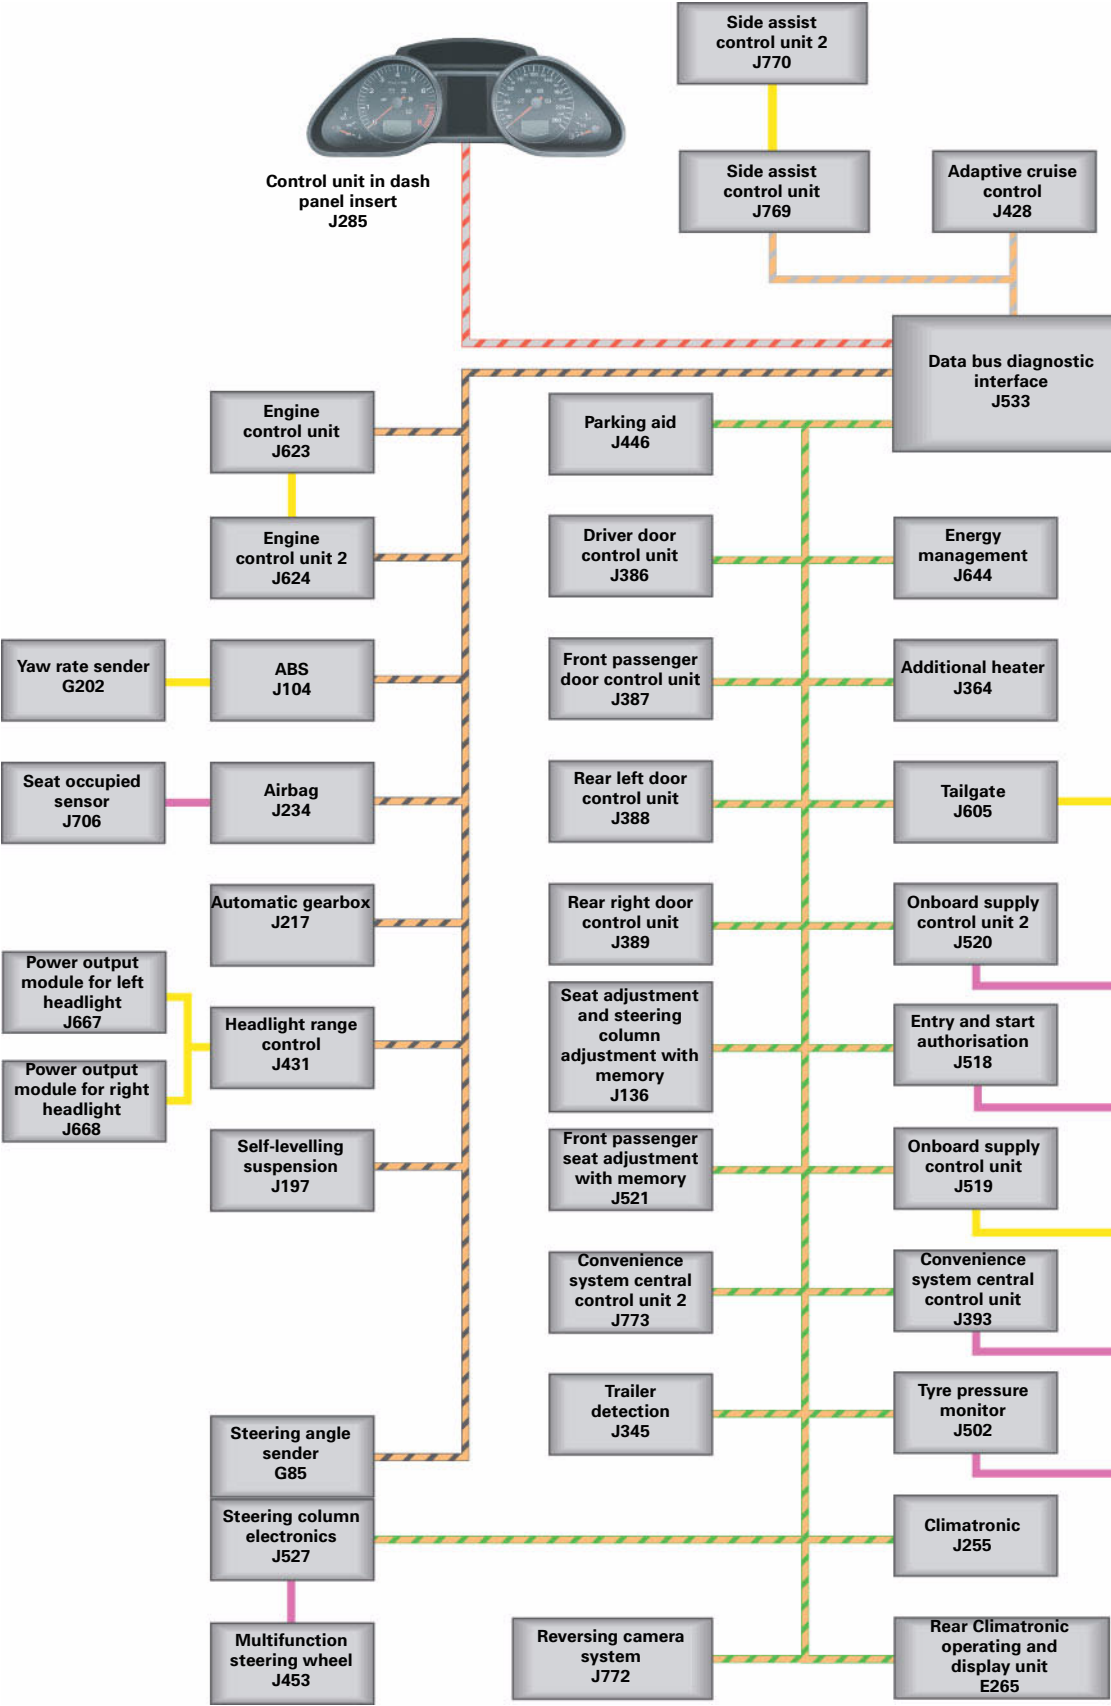 Side assist
control unit 2
J770
Control unit in dash
panel insert
J285
Side assist
control unit
J769
Adaptive cruise
control
J428
Data bus diagnostic
interface
J533
Engine
control unit
J623
Parking aid
J446
Engine
control unit 2
J624
Driver door
control unit
J386
Energy
management
J644
Yaw rate sender
G202
ABS
J104
Front passenger
door control unit
J387
Additional heater
J364
Seat occupied
sensor
J706
Airbag
J234
Rear left door
control unit
J388
Tailgate
J605
Automatic gearbox
J217
Rear right door
control unit
J389
Onboard supply
control unit 2
J520
Power output
module for left
headlight
J667
Headlight range
control
J431
Seat adjustment
and steering
column
adjustment with
memory
J136
Entry and start
authorisation
J518
Power output
module for right
headlight
J668
Self-levelling
suspension
J197
Front passenger
seat adjustment
with memory
J521
Onboard supply
control unit
J519
Convenience
system central
control unit 2
J773
Convenience
system central
control unit
J393
Trailer
detection
J345
Tyre pressure
monitor
J502
Steering angle
sender
G85
Steering column
electronics
J527
Climatronic
J255
Multifunction
steering wheel
J453
Reversing camera
system
J772
Rear Climatronic
operating and
display unit
E265